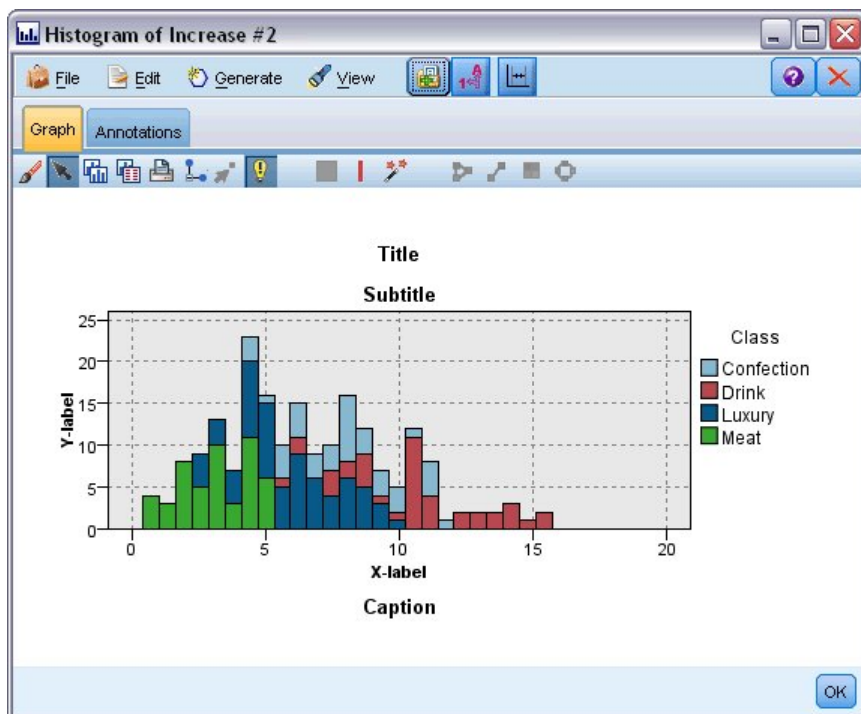 Histogram of Increase #2
File Edit Generate View
Graph Annotations
Title
Subtitle
25
20
15
10
5
0
Y-label
0 5 10 15 20
X-label
Caption
Class
Confection
Drink
Luxury
Meat
OK